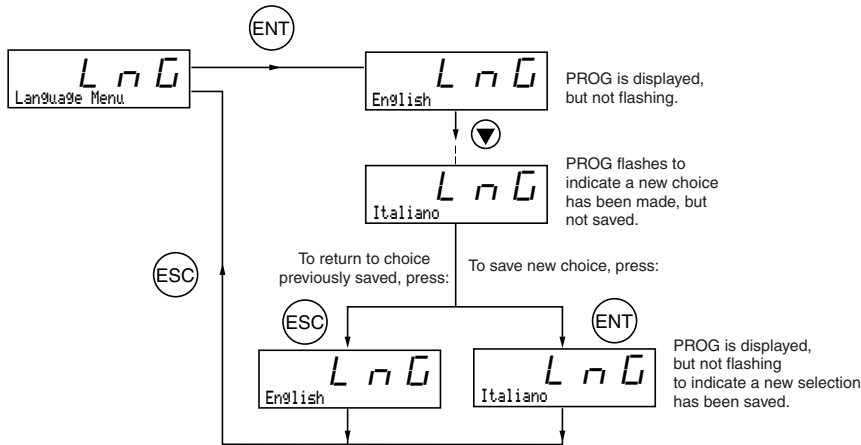 ENT
L n G
Language Menu
L n G
English
PROG is displayed,
but not flashing.
L n G
Italiano
PROG flashes to
indicate a new choice
has been made, but
not saved.
ESC
To return to choice
previously saved, press:
To save new choice, press:
ESC
ENT
L n G
English
L n G
Italiano
PROG is displayed,
but not flashing
to indicate a new selection
has been saved.